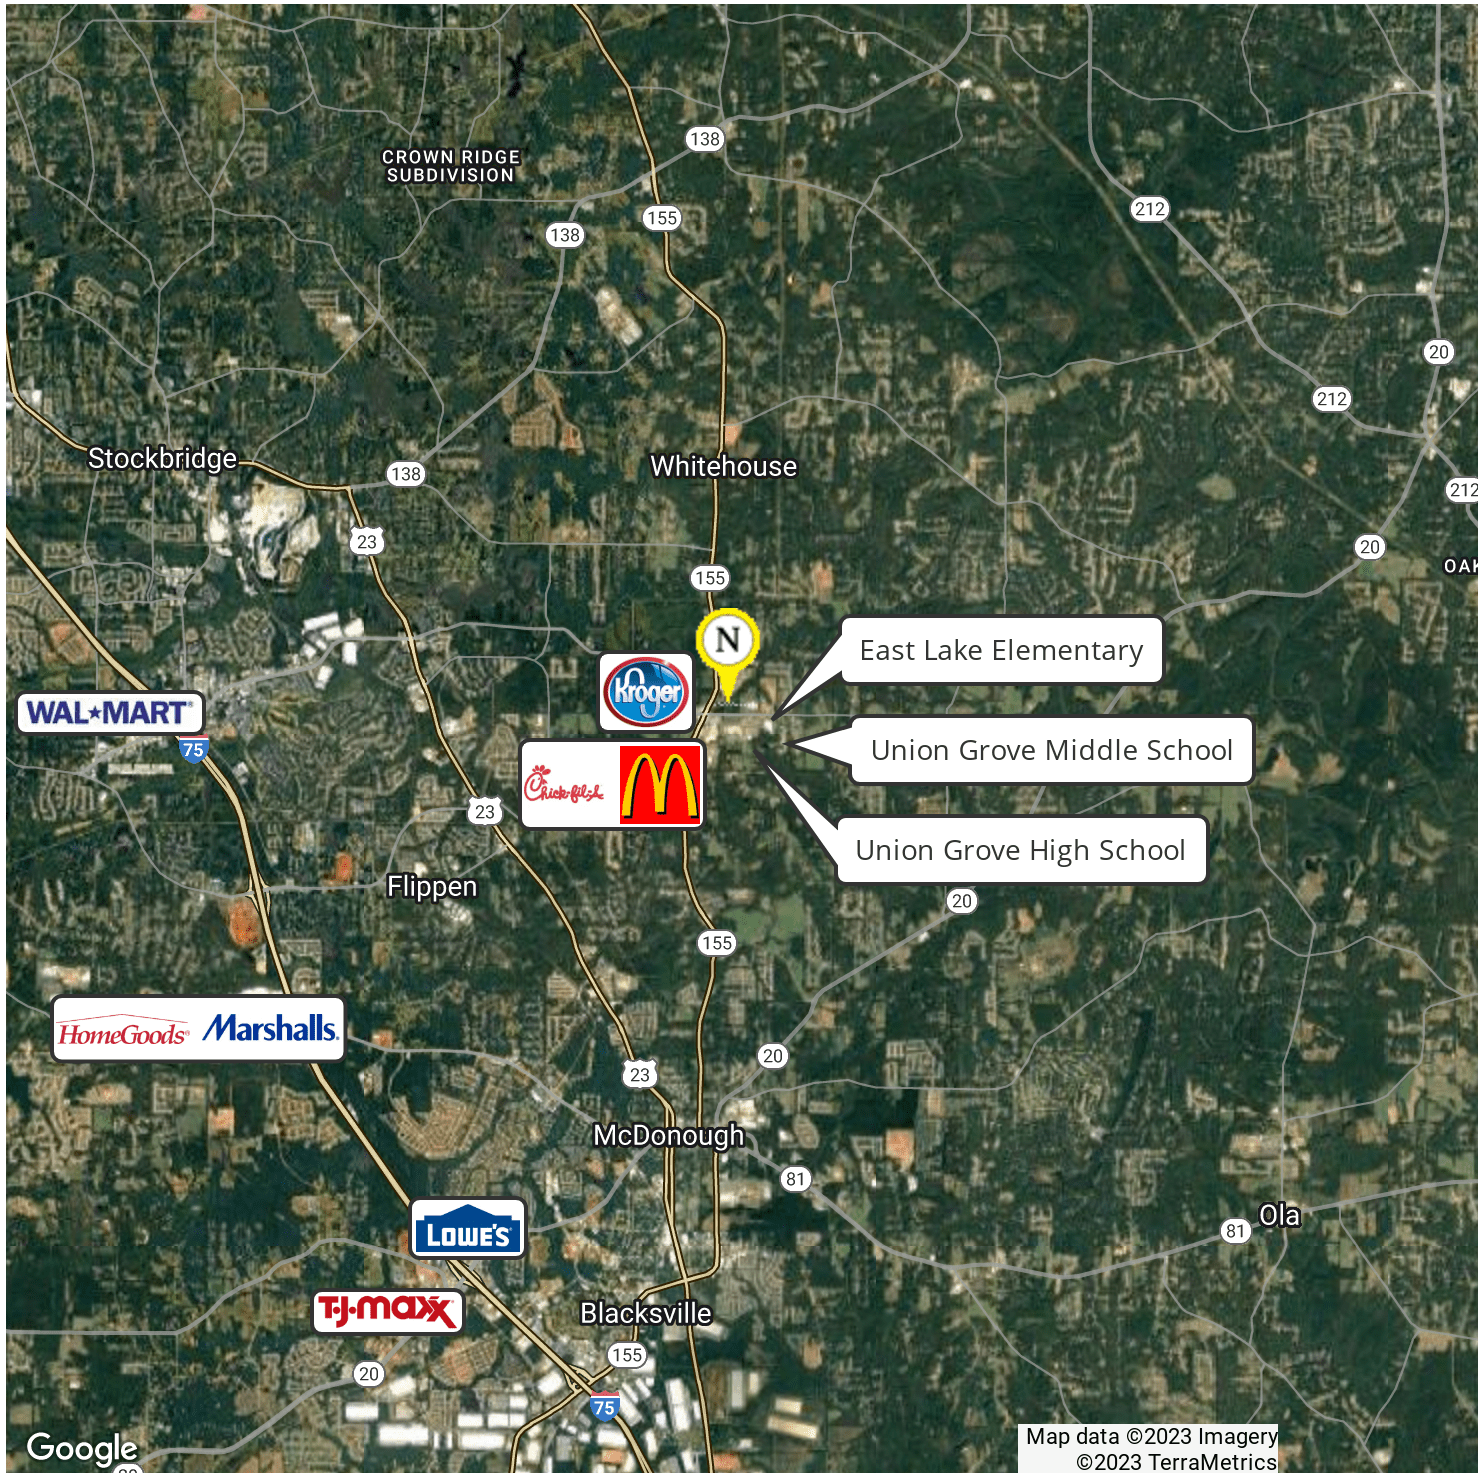 138
CROWN RIDGE
SUBDIVISION
212
155
138
20
212
Stockbridge
Whitehouse
138
212
23
20
OAK
155
N
East Lake Elementary
Kroger
WAL★MART
75
Union Grove Middle School
Chick-fil-A
M
23
Union Grove High School
Flippen
20
155
HomeGoods
Marshalls.
20
23
McDonough
81
Ola
81
LOWE'S
T·J·maxx
Blacksville
155
20
75
Google
Map data ©2023 Imagery
©2023 TerraMetrics